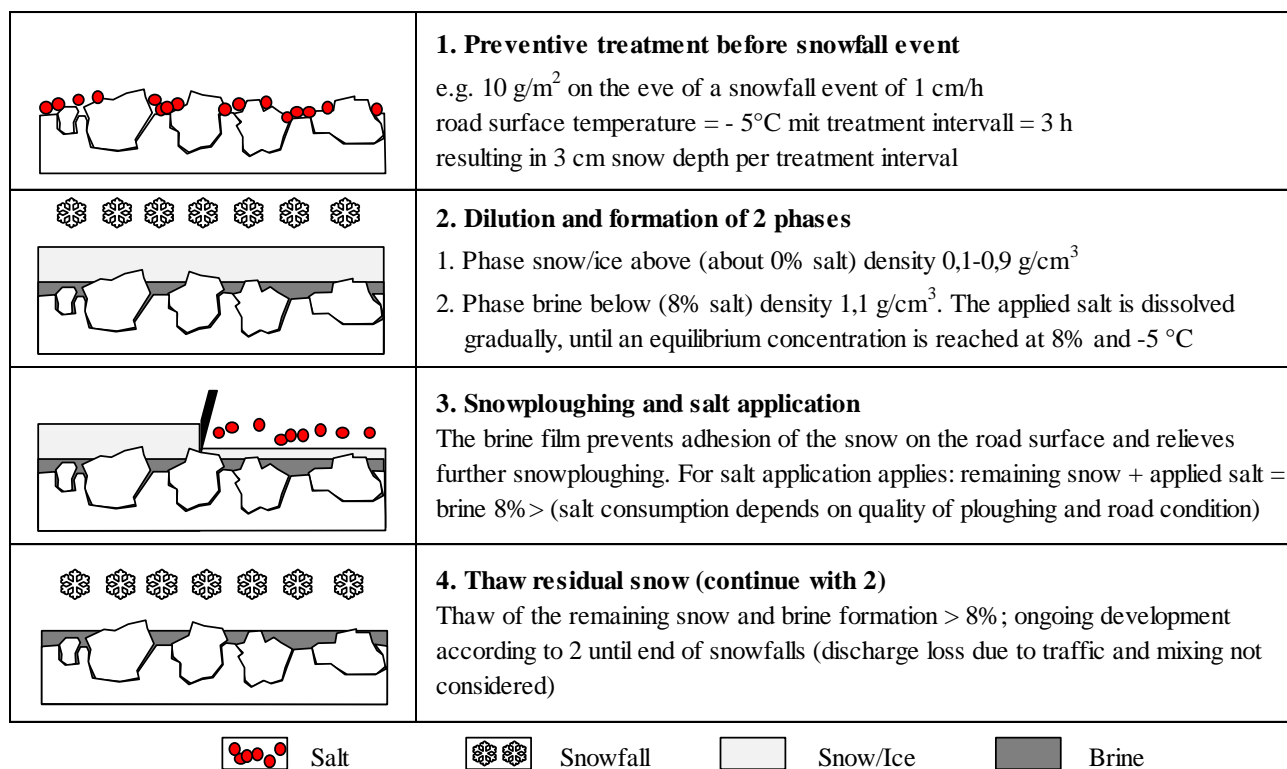 1. Preventive treatment before snowfall event
e.g. 10 g/m² on the eve of a snowfall event of 1 cm/h
road surface temperature = - 5°C mit treatment intervall = 3 h
resulting in 3 cm snow depth per treatment interval
2. Dilution and formation of 2 phases
1. Phase snow/ice above (about 0% salt) density 0,1-0,9 g/cm³
2. Phase brine below (8% salt) density 1,1 g/cm³. The applied salt is dissolved
gradually, until an equilibrium concentration is reached at 8% and -5 °C
3. Snowploughing and salt application
The brine film prevents adhesion of the snow on the road surface and relieves
further snowploughing. For salt application applies: remaining snow + applied salt =
brine 8% > (salt consumption depends on quality of ploughing and road condition)
4. Thaw residual snow (continue with 2)
Thaw of the remaining snow and brine formation > 8%; ongoing development
according to 2 until end of snowfalls (discharge loss due to traffic and mixing not
considered)
Salt Snowfall Snow/Ice Brine